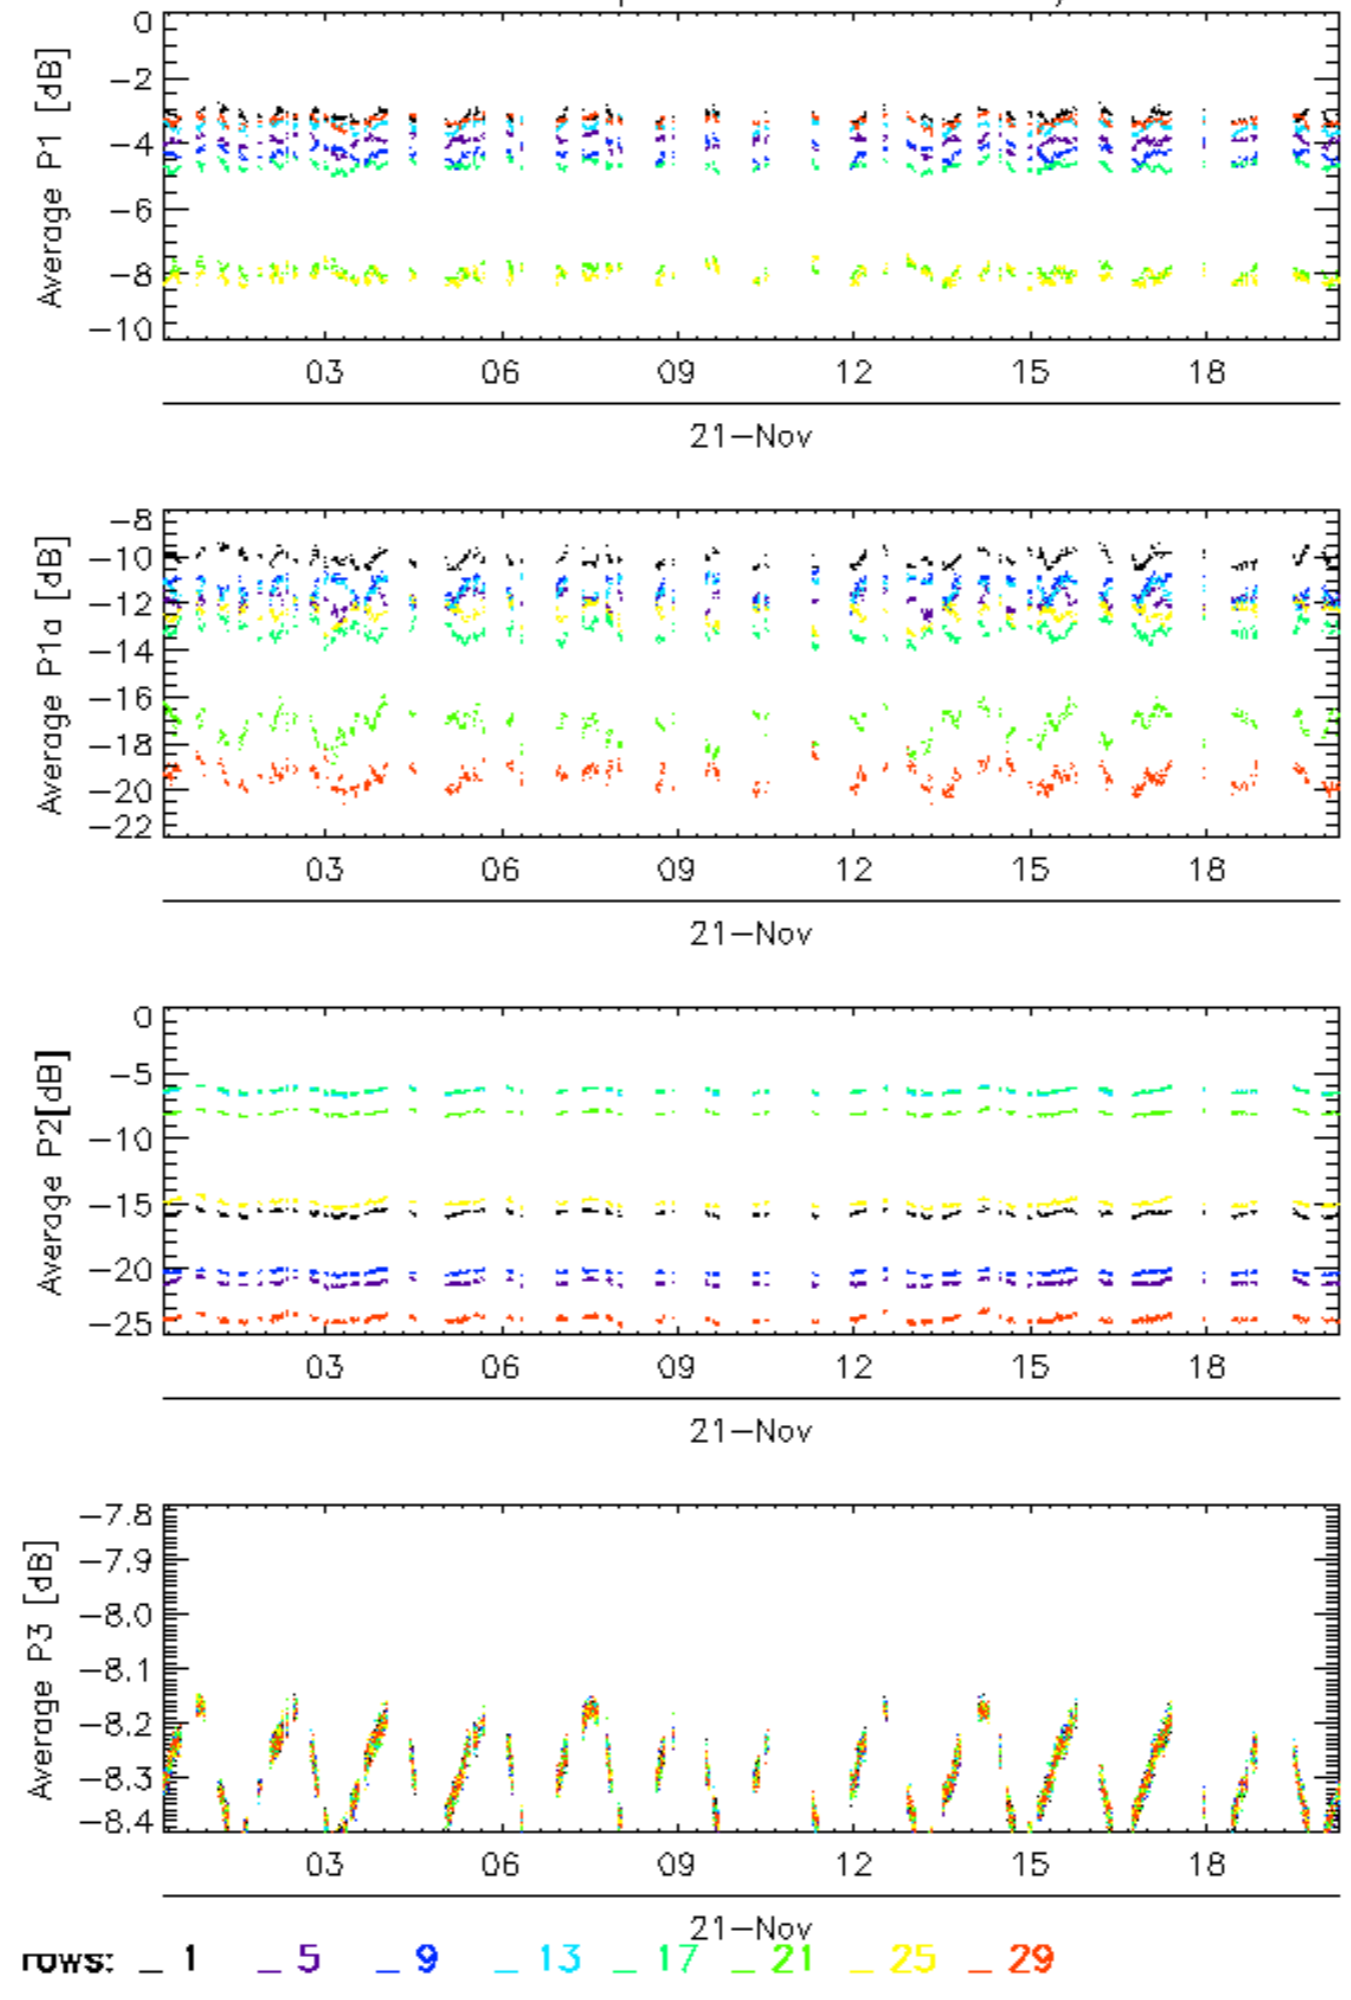 0
-2
-4
-6
-8
-10
Average P1 [dB]
03 06 09 12 15 18
21-Nov
-8
-10
-12
-14
-16
-18
-20
-22
Average P1a [dB]
03 06 09 12 15 18
21-Nov
0
-5
-10
-15
-20
-25
Average P2[dB]
03 06 09 12 15 18
21-Nov
-7.8
-7.9
-8.0
-8.1
-8.2
-8.3
-8.4
Average P3 [dB]
03 06 09 12 15 18
21-Nov
rows: _ 1 _ 5 _ 9 _ 13 _ 17 _ 21 _ 25 _ 29